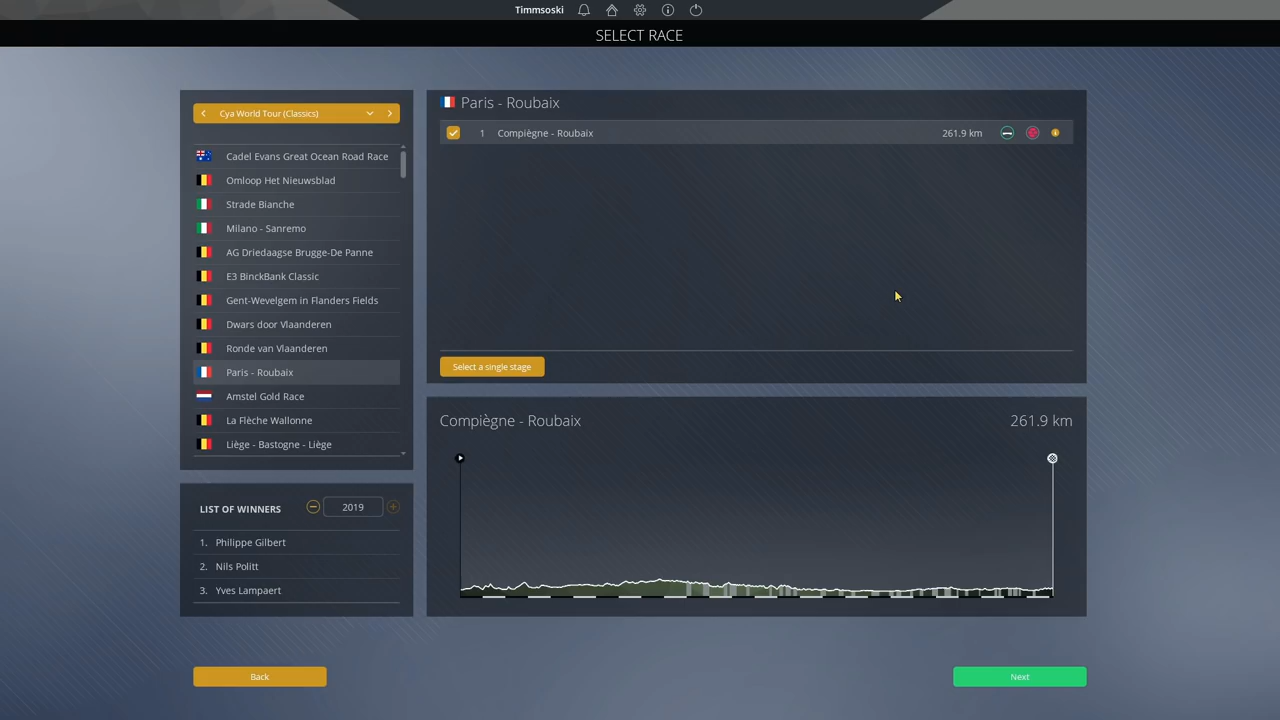 Timmsoski
SELECT RACE
Cya World Tour (Classics)
Cadel Evans Great Ocean Road Race
Omloop Het Nieuwsblad
Strade Bianche
Milano - Sanremo
AG Driedaagse Brugge-De Panne
E3 BinckBank Classic
Gent-Wevelgem in Flanders Fields
Dwars door Vlaanderen
Ronde van Vlaanderen
Paris - Roubaix
Amstel Gold Race
La Flèche Wallonne
Liège - Bastogne - Liège
LIST OF WINNERS 2019
1. Philippe Gilbert
2. Nils Politt
3. Yves Lampaert
Paris - Roubaix
1 Compiègne - Roubaix 261.9 km
Select a single stage
Compiègne - Roubaix 261.9 km
Back
Next